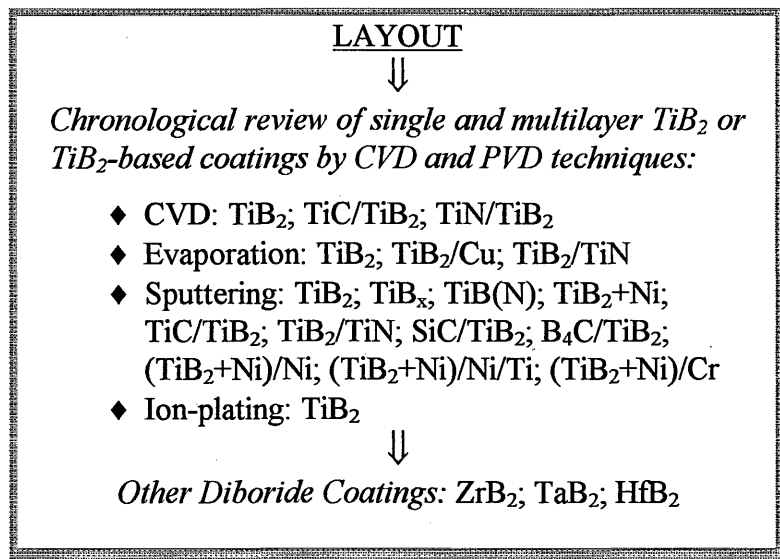 LAYOUT
⇓
Chronological review of single and multilayer TiB₂ or
TiB₂-based coatings by CVD and PVD techniques:
♦ CVD: TiB₂; TiC/TiB₂; TiN/TiB₂
♦ Evaporation: TiB₂; TiB₂/Cu; TiB₂/TiN
♦ Sputtering: TiB₂; TiBₓ; TiB(N); TiB₂+Ni;
TiC/TiB₂; TiB₂/TiN; SiC/TiB₂; B₄C/TiB₂;
(TiB₂+Ni)/Ni; (TiB₂+Ni)/Ni/Ti; (TiB₂+Ni)/Cr
♦ Ion-plating: TiB₂
⇓
Other Diboride Coatings: ZrB₂; TaB₂; HfB₂